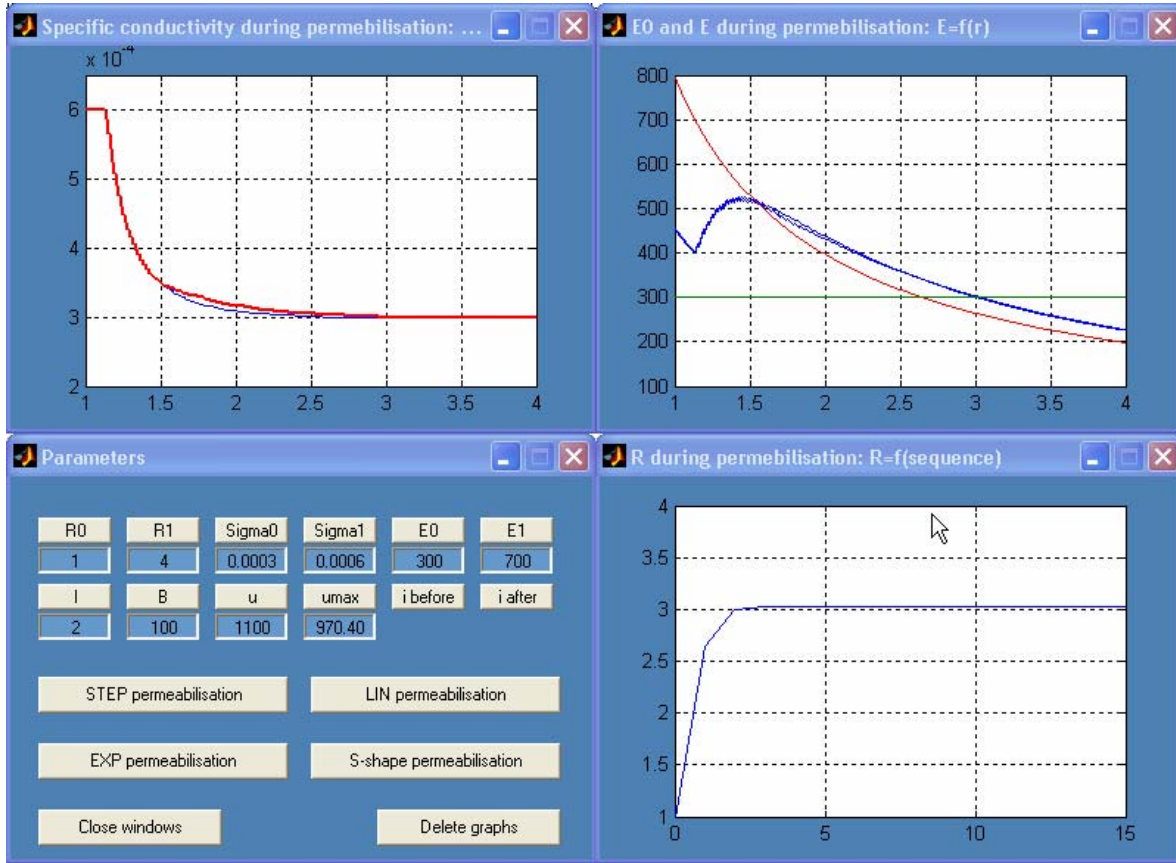 Specific conductivity during permebilisation: ...
x 10-4
6
5
4
3
2
1 1.5 2 2.5 3 3.5 4
E0 and E during permebilisation: E=f(r)
800
700
600
500
400
300
200
100
1 1.5 2 2.5 3 3.5 4
Parameters
R0 R1 Sigma0 Sigma1 E0 E1
1 4 0.0003 0.0006 300 700
l B u umax i before i after
2 100 1100 970.40
STEP permeabilisation LIN permeabilisation
EXP permeabilisation S-shape permeabilisation
Close windows Delete graphs
R during permebilisation: R=f(sequence)
4
3.5
3
2.5
2
1.5
1
0 5 10 15